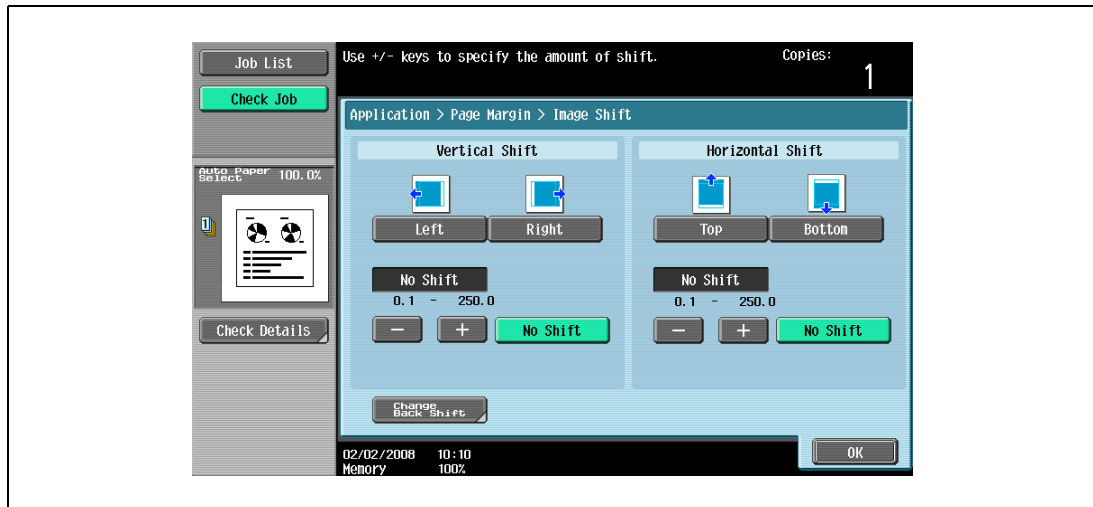 Job List
Check Job
Use +/- keys to specify the amount of shift.
Copies:
1
Application > Page Margin > Image Shift
Auto Paper
Select
100.0%
1
Check Details
Vertical Shift
Left
Right
No Shift
0.1 - 250.0
-
+
No Shift
Horizontal Shift
Top
Bottom
No Shift
0.1 - 250.0
-
+
No Shift
Change
Back Shift
02/02/2008 10:10
Memory 100%
OK